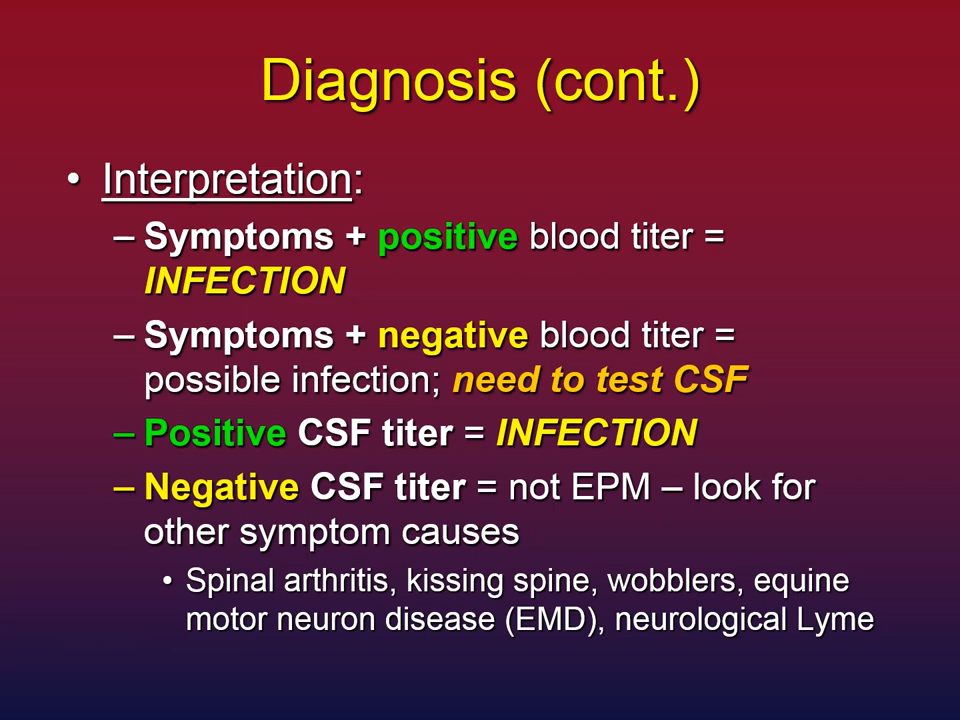 Diagnosis (cont.)
• Interpretation:
– Symptoms + positive blood titer =
INFECTION
– Symptoms + negative blood titer =
possible infection; need to test CSF
– Positive CSF titer = INFECTION
– Negative CSF titer = not EPM – look for
other symptom causes
• Spinal arthritis, kissing spine, wobblers, equine
motor neuron disease (EMD), neurological Lyme